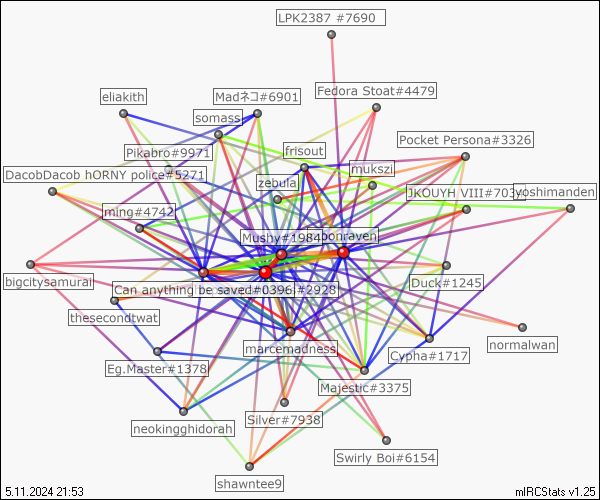 LPK2387 #7690
Fedora Stoat#4479
eliakith
Madネコ#6901
somass
Pocket Persona#3326
Pikabro#9971
frisout
mukszi
DacobDacob hORNY police#5271
zebula
JKOUYH VIII#703
yoshimanden
ming#4742
Mushy#1984
bonraven
bigcitysamurai
Can anything be saved#0396
#2928
Duck#1245
thesecondtwat
normalwan
marcemadness
Cypha#1717
Eg.Master#1378
Majestic#3375
neokingghidorah
Silver#7938
Swirly Boi#6154
shawntee9
5.11.2024 21:53
mIRCStats v1.25